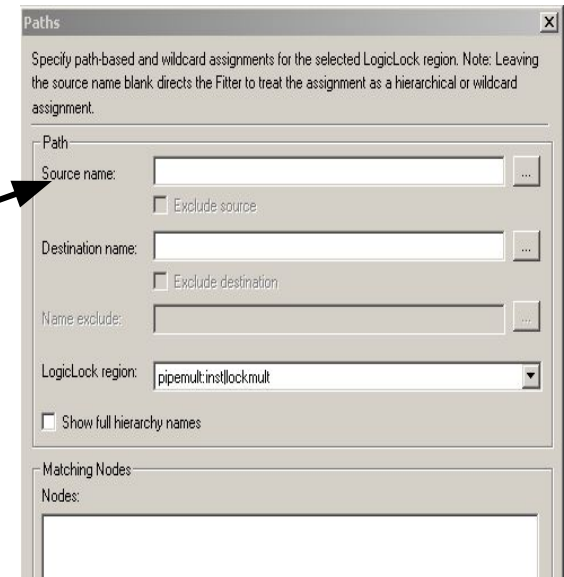 Paths
Specify path-based and wildcard assignments for the selected LogicLock region. Note: Leaving
the source name blank directs the Fitter to treat the assignment as a hierarchical or wildcard
assignment.
Path
Source name:
...
Exclude source
Destination name:
...
Exclude destination
Name exclude:
...
LogicLock region:
pipemult:inst|lockmult
Show full hierarchy names
Matching Nodes
Nodes: